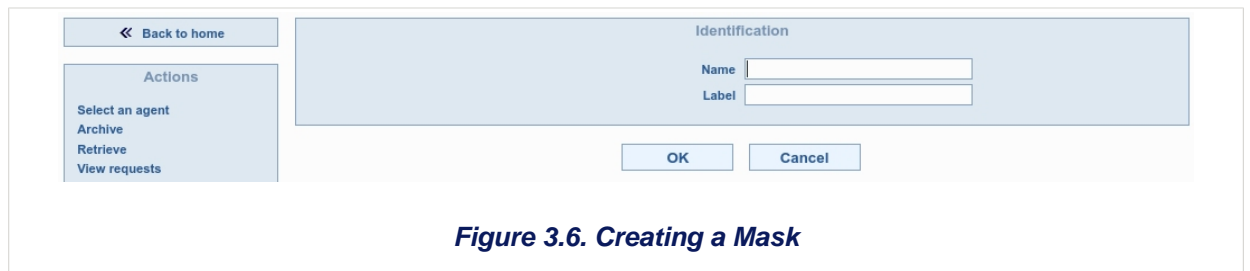 Back to home
Actions
Select an agent
Archive
Retrieve
View requests
Identification
Name
Label
OK Cancel
Figure 3.6. Creating a Mask